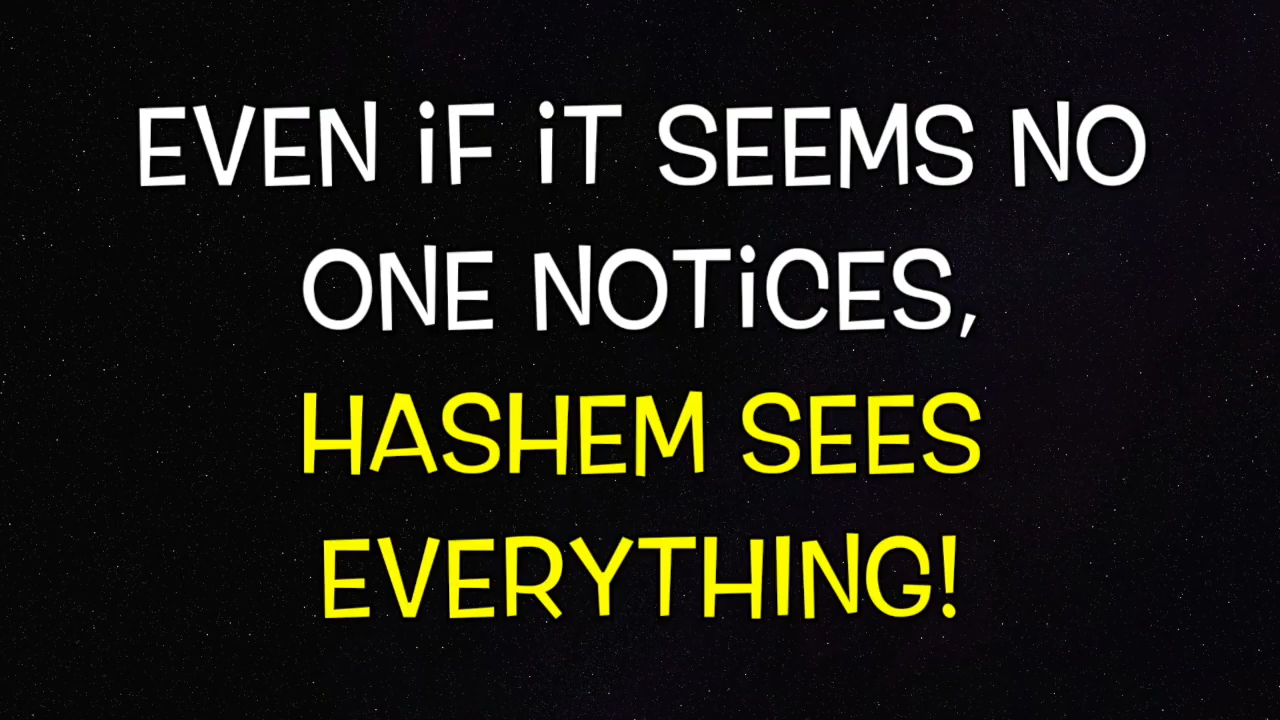 EVEN iF iT SEEMS NO
ONE NOTiCES,
HASHEM SEES
EVERYTHING!